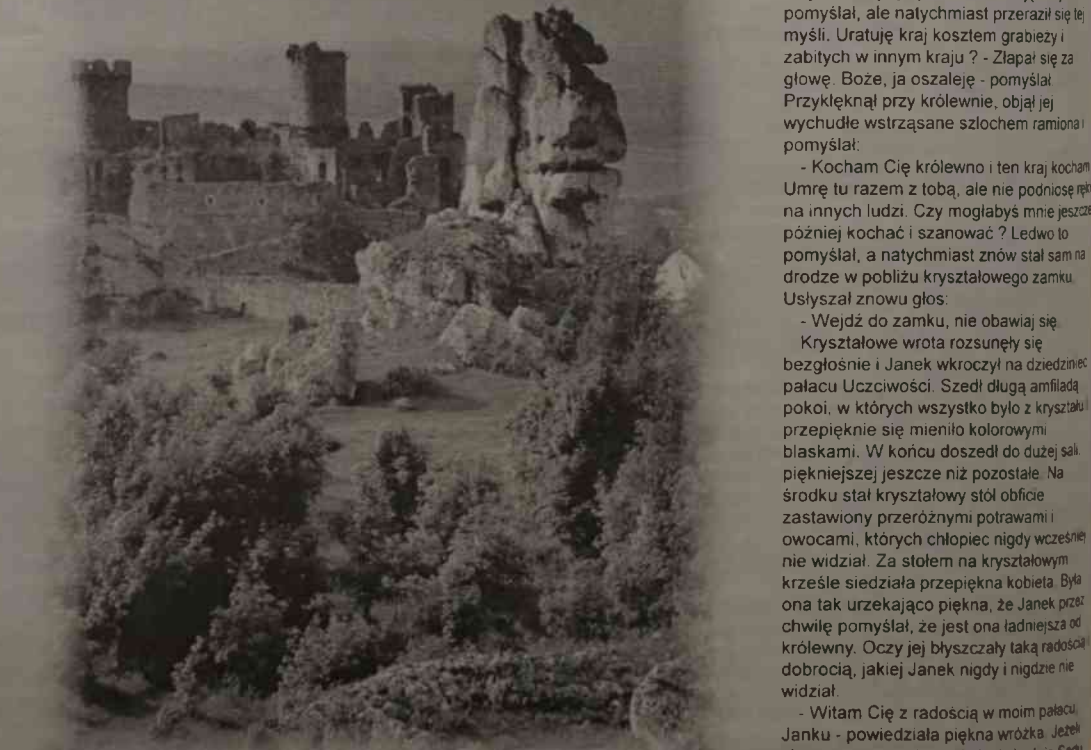 pomyślał, ale natychmiast przeraził się tej
myśli. Uratuję kraj kosztem grabieży i
zabitych w innym kraju ? - Złapał się za
głowę. Boże, ja oszaleję - pomyślał.
Przyklęknął przy królewnie, objął jej
wychudłe wstrząsane szlochem ramiona i
pomyślał:
- Kocham Cię królewno i ten kraj kocham
Umrę tu razem z tobą, ale nie podniosę ręki
na innych ludzi. Czy mogłabyś mnie jeszcze
później kochać i szanować ? Ledwo to
pomyślał, a natychmiast znów stał sam na
drodze w pobliżu kryształowego zamku.
Usłyszał znowu głos:
- Wejdź do zamku, nie obawiaj się.
Kryształowe wrota rozsunęły się
bezgłośnie i Janek wkroczył na dziedziniec
pałacu Uczciwości. Szedł długą amfiladą
pokoi, w których wszystko było z kryształu i
przepięknie się mieniło kolorowymi
blaskami. W końcu doszedł do dużej sali.
piękniejszej jeszcze niż pozostałe. Na
środku stał kryształowy stół obficie
zastawiony przeróżnymi potrawami i
owocami, których chłopiec nigdy wcześniej
nie widział. Za stołem na kryształowym
krześle siedziała przepiękna kobieta. Była
ona tak urzekająco piękna, że Janek przez
chwilę pomyślał, że jest ona ładniejsza od
królewny. Oczy jej błyszczały taką radością
dobrocią, jakiej Janek nigdy i nigdzie nie
widział.
- Witam Cię z radością w moim pałacu,
Janku - powiedziała piękna wróżka. Jeżeli